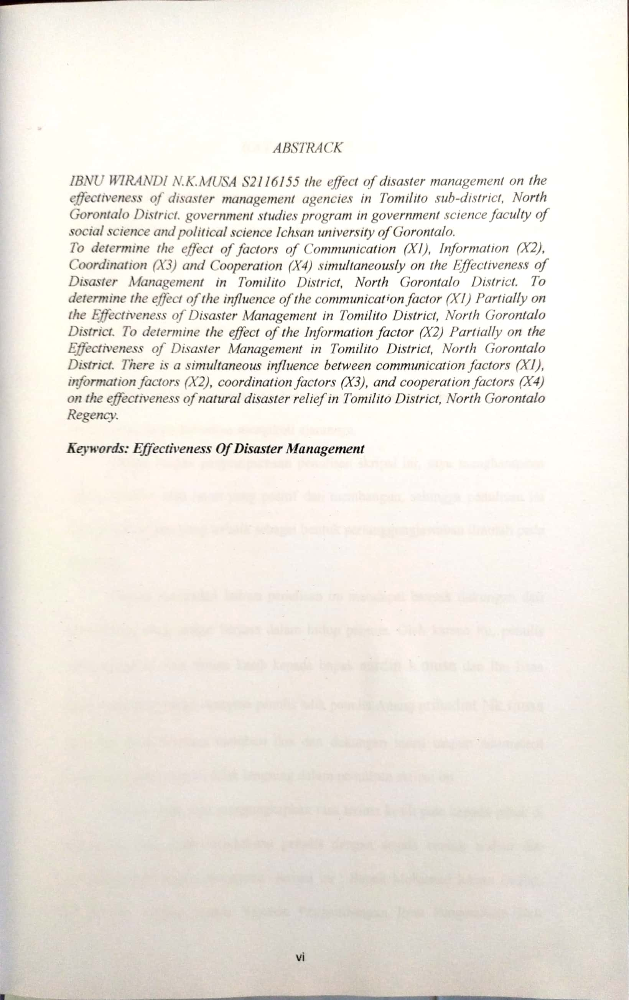 ABSTRACK
IBNU WIRANDI N.K.MUSA S2116155 the effect of disaster management on the
effectiveness of disaster management agencies in Tomilito sub-district, North
Gorontalo District. government studies program in government science faculty of
social science and political science Ichsan university of Gorontalo.
To determine the effect of factors of Communication (X1), Information (X2),
Coordination (X3) and Cooperation (X4) simultaneously on the Effectiveness of
Disaster Management in Tomilito District, North Gorontalo District. To
determine the effect of the influence of the communication factor (X1) Partially on
the Effectiveness of Disaster Management in Tomilito District, North Gorontalo
District. To determine the effect of the Information factor (X2) Partially on the
Effectiveness of Disaster Management in Tomilito District, North Gorontalo
District. There is a simultaneous influence between communication factors (X1),
information factors (X2), coordination factors (X3), and cooperation factors (X4)
on the effectiveness of natural disaster relief in Tomilito District, North Gorontalo
Regency.
Keywords: Effectiveness Of Disaster Management
vi